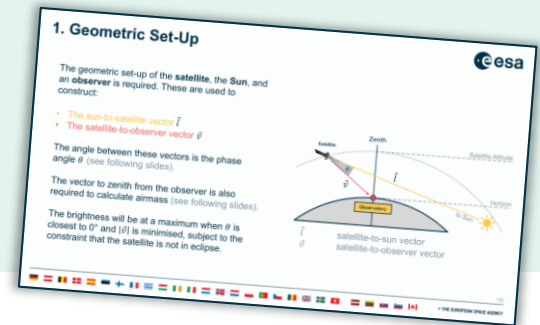 1. Geometric Set-Up
esa
The geometric set-up of the satellite, the Sun, and
an observer is required. These are used to
construct:
• The sun-to-satellite vector l⃗
• The satellite-to-observer vector v⃗
The angle between these vectors is the phase
angle θ (see following slides).
The vector to zenith from the observer is also
required to calculate airmass (see following slides).
The brightness will be at a maximum when θ is
closest to 0° and |v⃗| is minimised, subject to the
constraint that the satellite is not in eclipse.
Zenith
Satellite
Satellite Altitude
θ
l⃗
v⃗
Horizon
Observatory
to Sun
l⃗ satellite-to-sun vector
v⃗ satellite-to-observer vector
THE EUROPEAN SPACE AGENCY